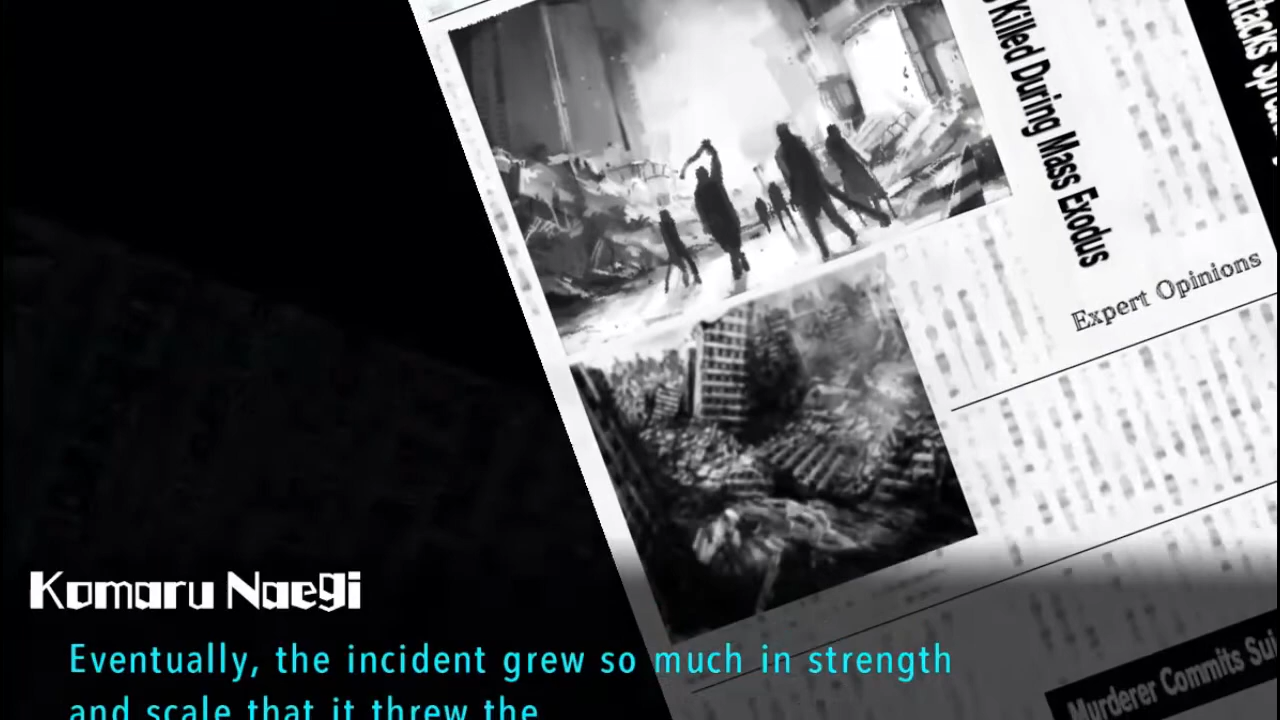 Killed During Mass Exodus
Expert Opinions
Komaru Naegi
Eventually, the incident grew so much in strength
and scale that it threw the
Murderer Commits